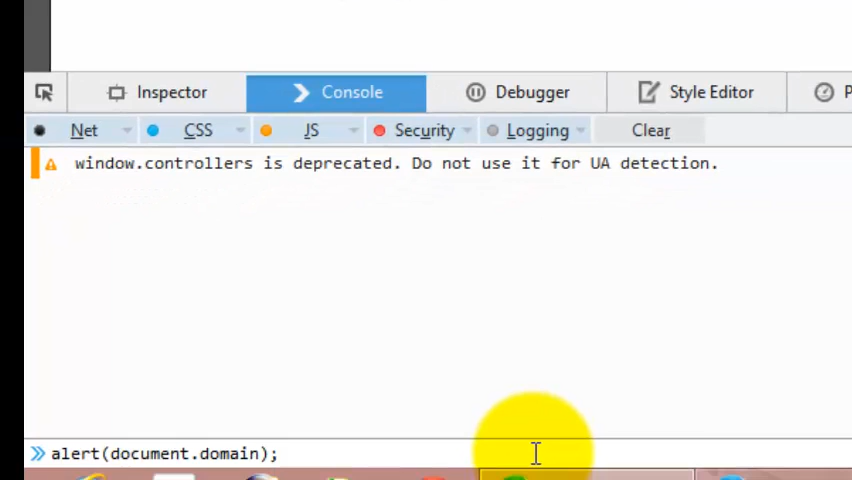 Inspector Console Debugger Style Editor P
Net CSS JS Security Logging Clear
window.controllers is deprecated. Do not use it for UA detection.
alert(document.domain);